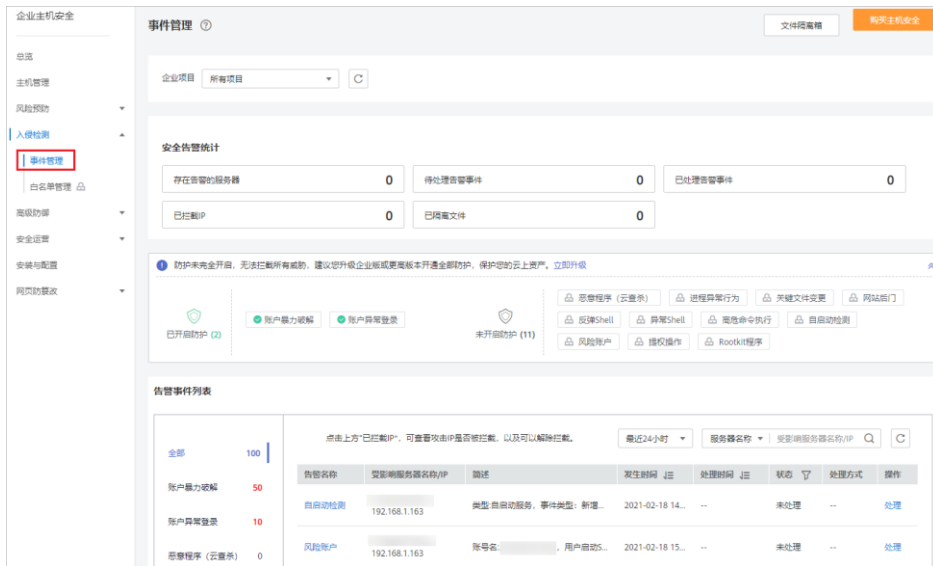 企业主机安全
总览
主机管理
风险预防
入侵检测
事件管理
白名单管理
高级防御
安全运营
安装与配置
网页防篡改
事件管理 ?
文件隔离箱
购买主机安全
企业项目 所有项目
安全告警统计
存在告警的服务器 0
待处理告警事件 0
已处理告警事件 0
已拦截IP 0
已隔离文件 0
防护未完全开启，无法拦截所有威胁，建议您升级企业版或更高版本开通全部防护，保护您的云上资产。立即升级
已开启防护 (2)
账户暴力破解 账户异常登录
未开启防护 (11)
恶意程序（云查杀） 进程异常行为 关键文件变更 网站后门
反弹Shell 异常Shell 高危命令执行 自启动检测
风险账户 提权操作 Rootkit程序
告警事件列表
全部 100
账户暴力破解 50
账户异常登录 10
恶意程序（云查杀） 0
点击上方"已拦截IP"，可查看攻击IP是否被拦截，以及可以解除拦截。
最近24小时 服务器名称 受影响服务器名称/IP
告警名称 受影响服务器名称/IP 简述 发生时间 处理时间 状态 处理方式 操作
自启动检测 192.168.1.163 类型:自启动服务，事件类型：新增... 2021-02-18 14... -- 未处理 -- 处理
风险账户 192.168.1.163 账号名: ，用户启动S... 2021-02-18 15... -- 未处理 -- 处理